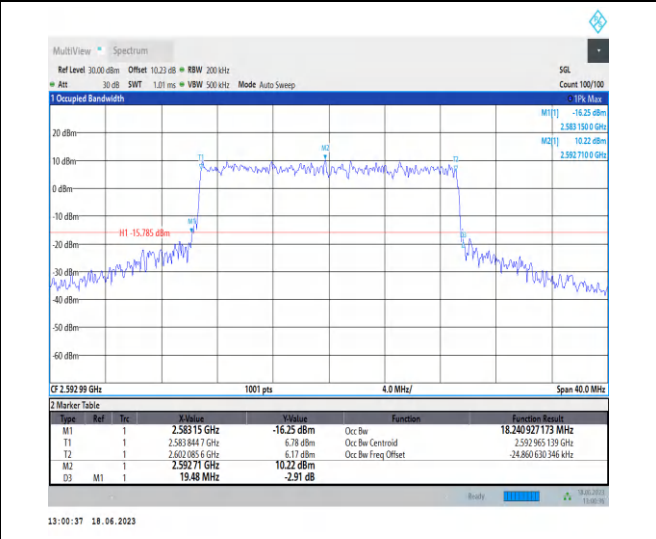 MultiView Spectrum
Ref Level 30.00 dBm Offset 10.23 dB RBW 200 kHz SGL
Att 30 dB SWT 1.01 ms VBW 500 kHz Mode Auto Sweep Count 100/100
1 Occupied Bandwidth 1Pk Max
M1[1] -16.25 dBm
2.583 150 0 GHz
M2[1] 10.22 dBm
2.592 710 0 GHz
20 dBm
M2
T1
T2
10 dBm
0 dBm
-10 dBm
M1
H1 -15.785 dBm
-20 dBm
-30 dBm
-40 dBm
-50 dBm
-60 dBm
CF 2.592 99 GHz 1001 pts 4.0 MHz/ Span 40.0 MHz
2 Marker Table
Type Ref Trc X-Value Y-Value Function Function Result
M1 1 2.583 15 GHz -16.25 dBm Occ Bw 18.240 927 173 MHz
T1 1 2.583 844 7 GHz 6.78 dBm Occ Bw Centroid 2.592 965 139 GHz
T2 1 2.602 085 6 GHz 6.17 dBm Occ Bw Freq Offset -24.860 630 346 kHz
M2 1 2.592 71 GHz 10.22 dBm
D3 M1 1 19.48 MHz -2.91 dB
Ready 18.06.2023
13:00:37 18.06.2023